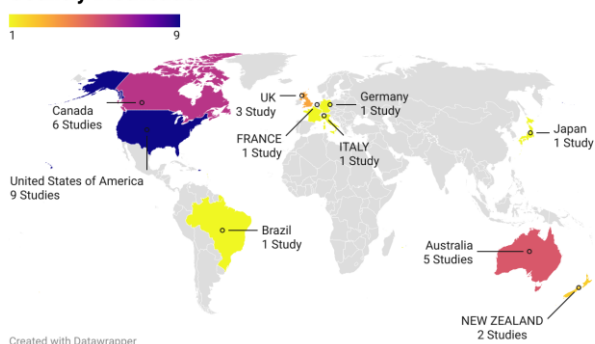 1
9
Canada
6 Studies
United States of America
9 Studies
UK
3 Study
FRANCE
1 Study
Germany
1 Study
ITALY
1 Study
Japan
1 Study
Brazil
1 Study
Australia
5 Studies
NEW ZEALAND
2 Studies
Created with Datawrapper